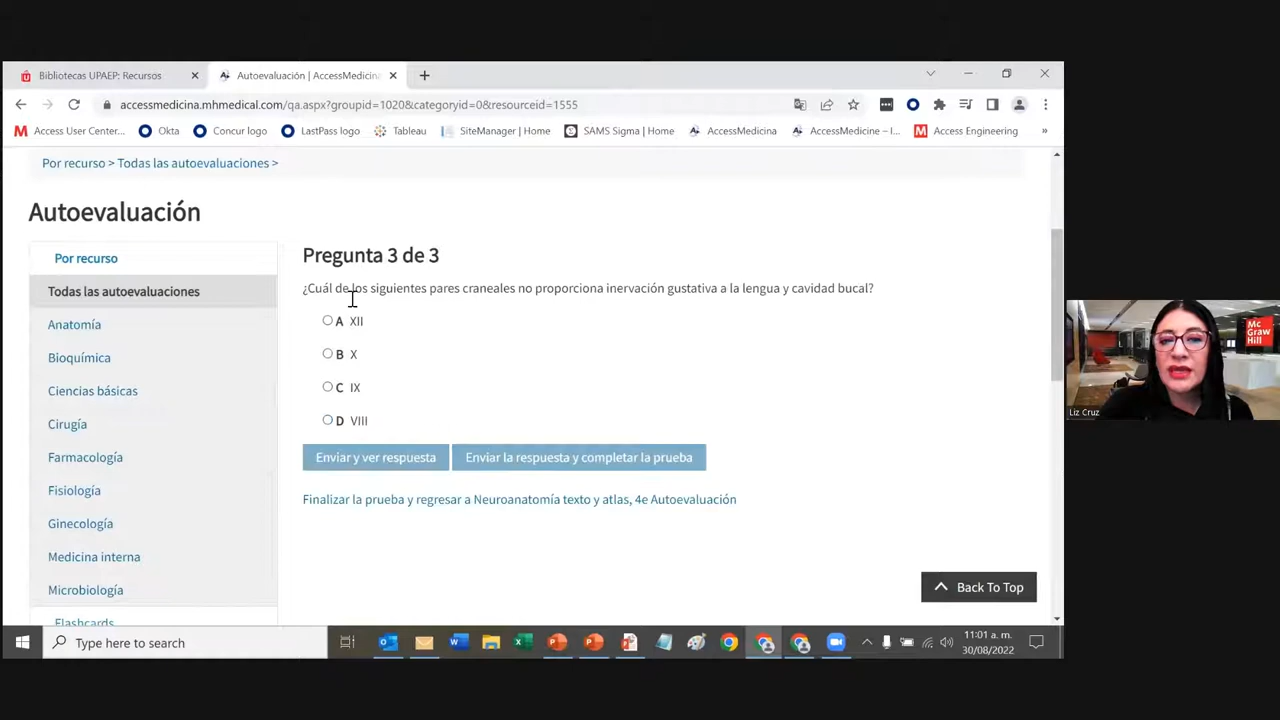 Bibliotecas UPAEP: Recursos
Autoevaluación | AccessMedicina
accessmedicina.mhmedical.com/qa.aspx?groupid=1020&categoryid=0&resourceid=1555
Access User Center... Okta Concur logo LastPass logo Tableau SiteManager | Home SAMS Sigma | Home AccessMedicina AccessMedicine – I... Access Engineering »
Por recurso > Todas las autoevaluaciones >
Autoevaluación
Por recurso
Todas las autoevaluaciones
Anatomía
Bioquímica
Ciencias básicas
Cirugía
Farmacología
Fisiología
Ginecología
Medicina interna
Microbiología
Flashcards
Pregunta 3 de 3
¿Cuál de los siguientes pares craneales no proporciona inervación gustativa a la lengua y cavidad bucal?
A XII
B X
C IX
D VIII
Enviar y ver respuesta
Enviar la respuesta y completar la prueba
Finalizar la prueba y regresar a Neuroanatomía texto y atlas, 4e Autoevaluación
Back To Top
Mc
Graw
Hill
Liz Cruz
Type here to search
11:01 a. m.
30/08/2022